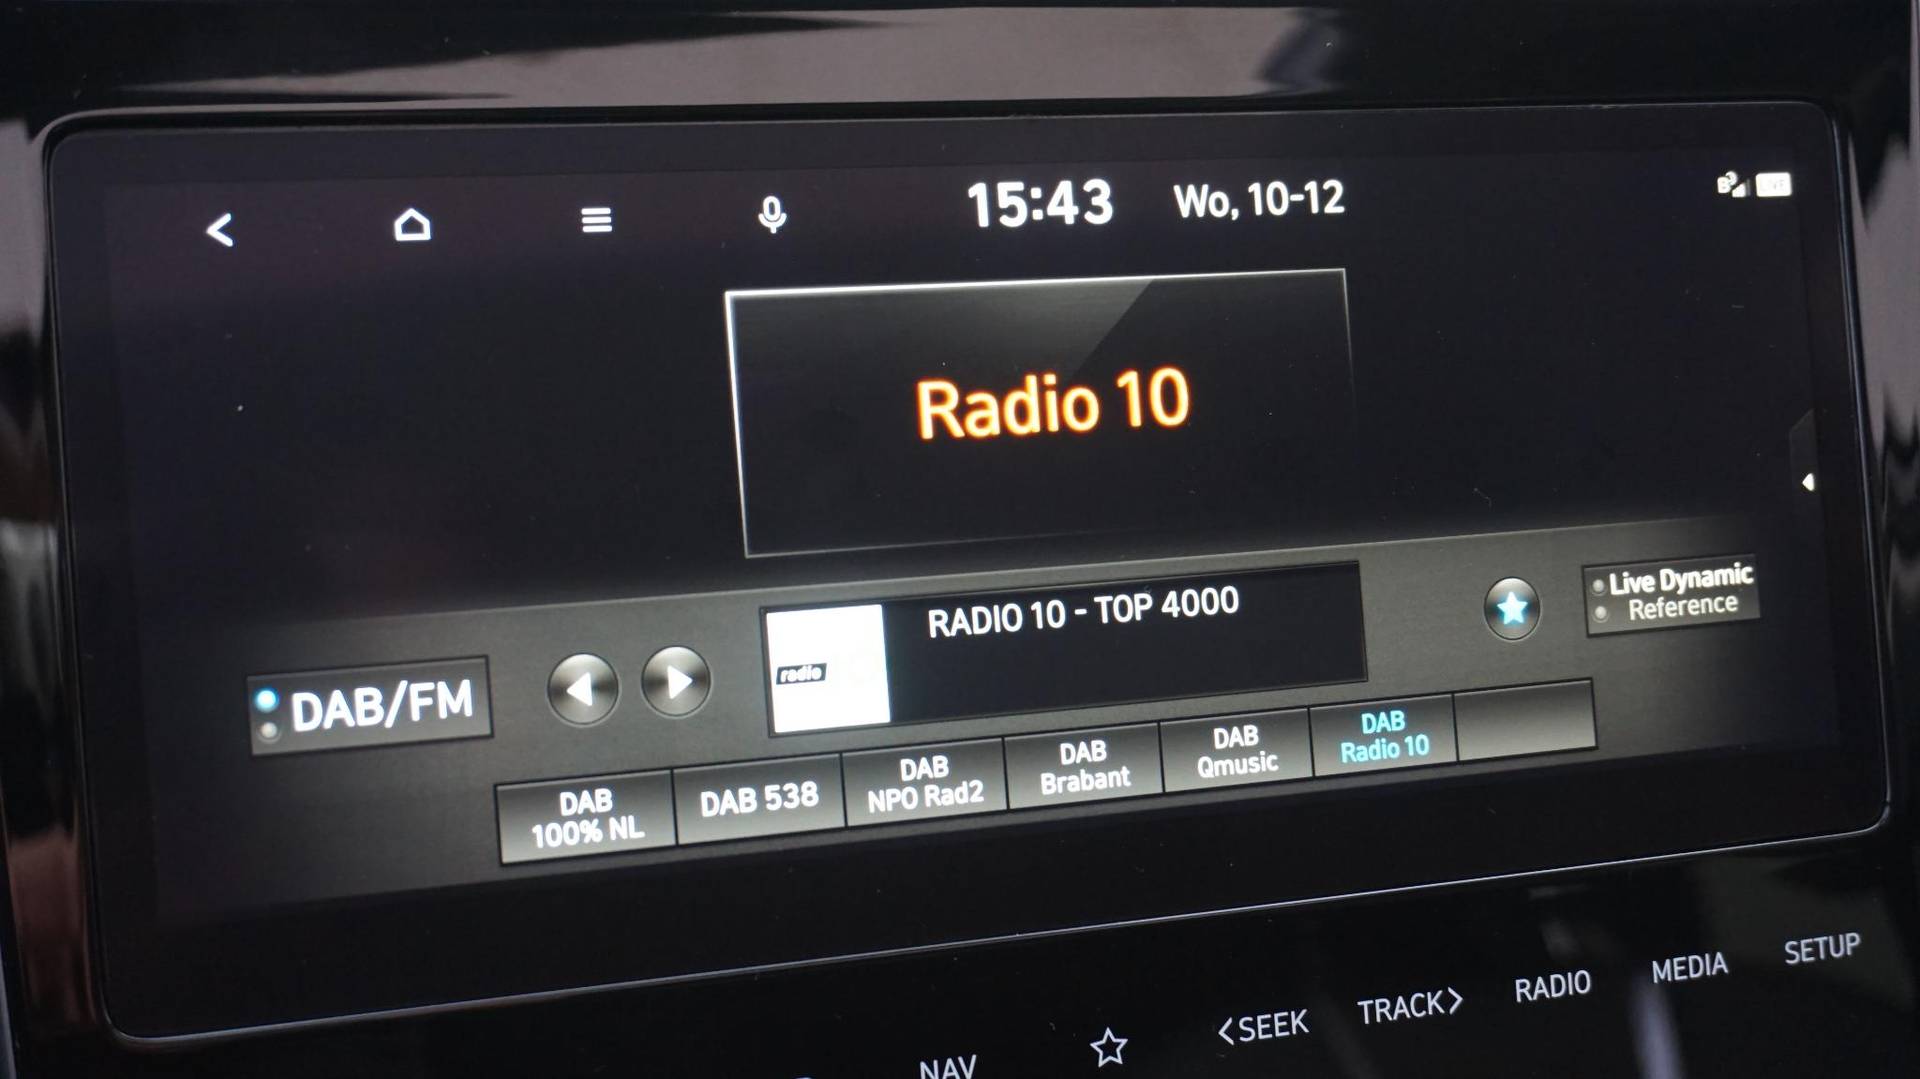 15:43 Wo, 10-12
LIVE
Radio 10
RADIO 10 - TOP 4000
Live Dynamic
Reference
radio
DAB/FM
DAB
100% NL
DAB 538
DAB
NPO Rad2
DAB
Brabant
DAB
Qmusic
DAB
Radio 10
NAV
<SEEK
TRACK>
RADIO
MEDIA
SETUP